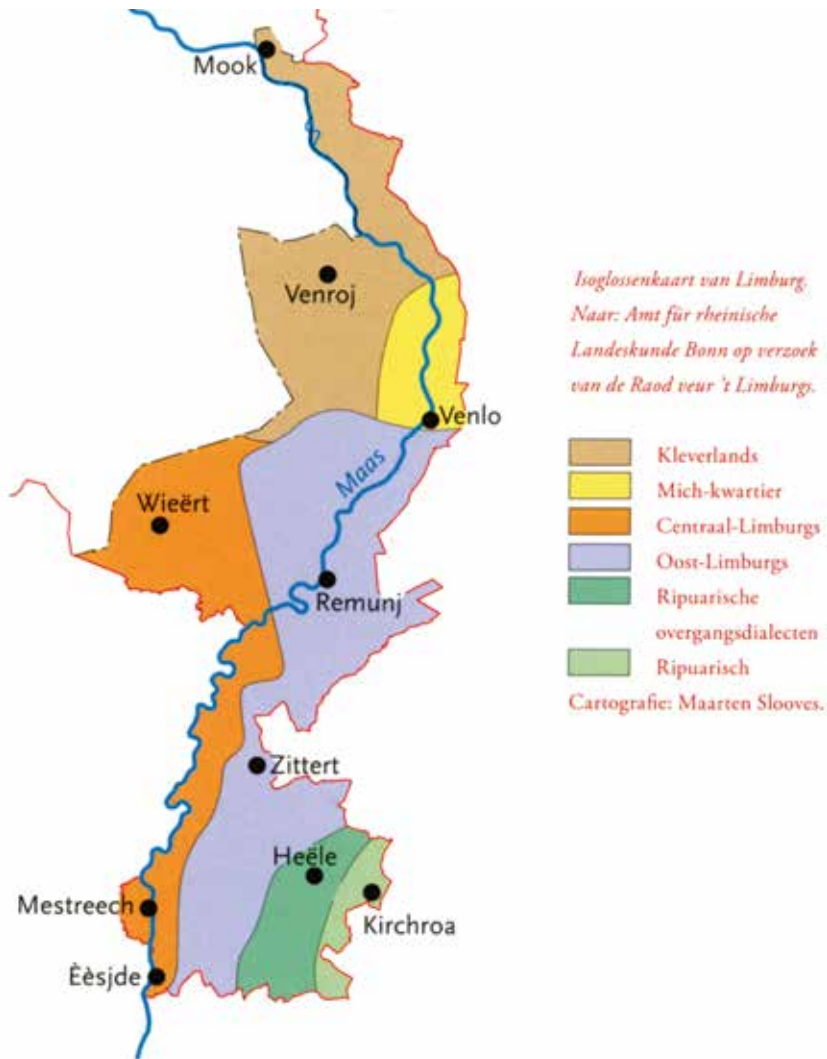 Mook
Venroj
Venlo
Maas
Wieërt
Remunj
Zittert
Heële
Mestreech
Kirchroa
Èèsjde
Isoglossenkaart van Limburg.
Naar: Amt für rheinische
Landeskunde Bonn op verzoek
van de Raod veur 't Limburgs.
Kleverlands
Mich-kwartier
Centraal-Limburgs
Oost-Limburgs
Ripuarische
overgangsdialecten
Ripuarisch
Cartografie: Maarten Slooves.